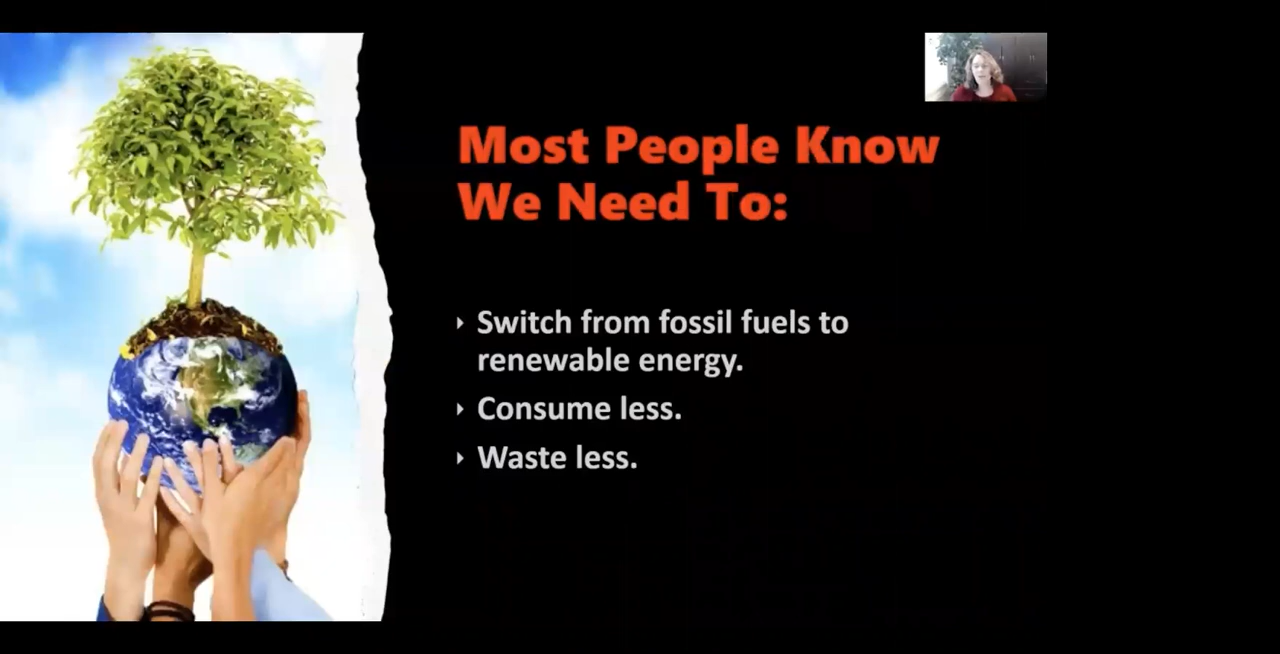 Most People Know
We Need To:
Switch from fossil fuels to
renewable energy.
Consume less.
Waste less.